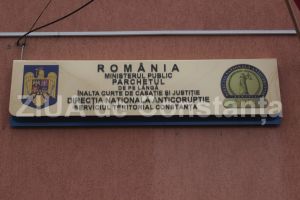 ROMÂNIA
MINISTERUL PUBLIC
PARCHETUL
DE PE LÂNGĂ
ÎNALTA CURTE DE CASAȚIE ȘI JUSTIȚIE
DIRECȚIA NAȚIONALĂ ANTICORUPȚIE
SERVICIUL TERITORIAL CONSTANȚA
ZIUA de Constanța